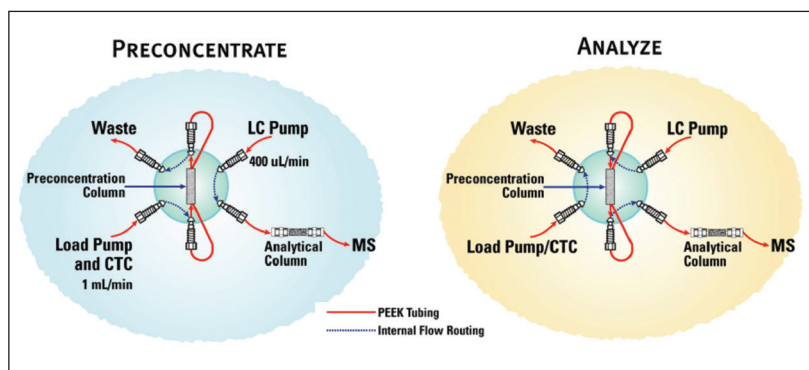 PRECONCENTRATE
Waste
LC Pump
400 uL/min
Preconcentration
Column
Load Pump
and CTC
1 mL/min
Analytical
Column
MS
ANALYZE
Waste
LC Pump
Preconcentration
Column
Load Pump/CTC
Analytical
Column
MS
PEEK Tubing
Internal Flow Routing